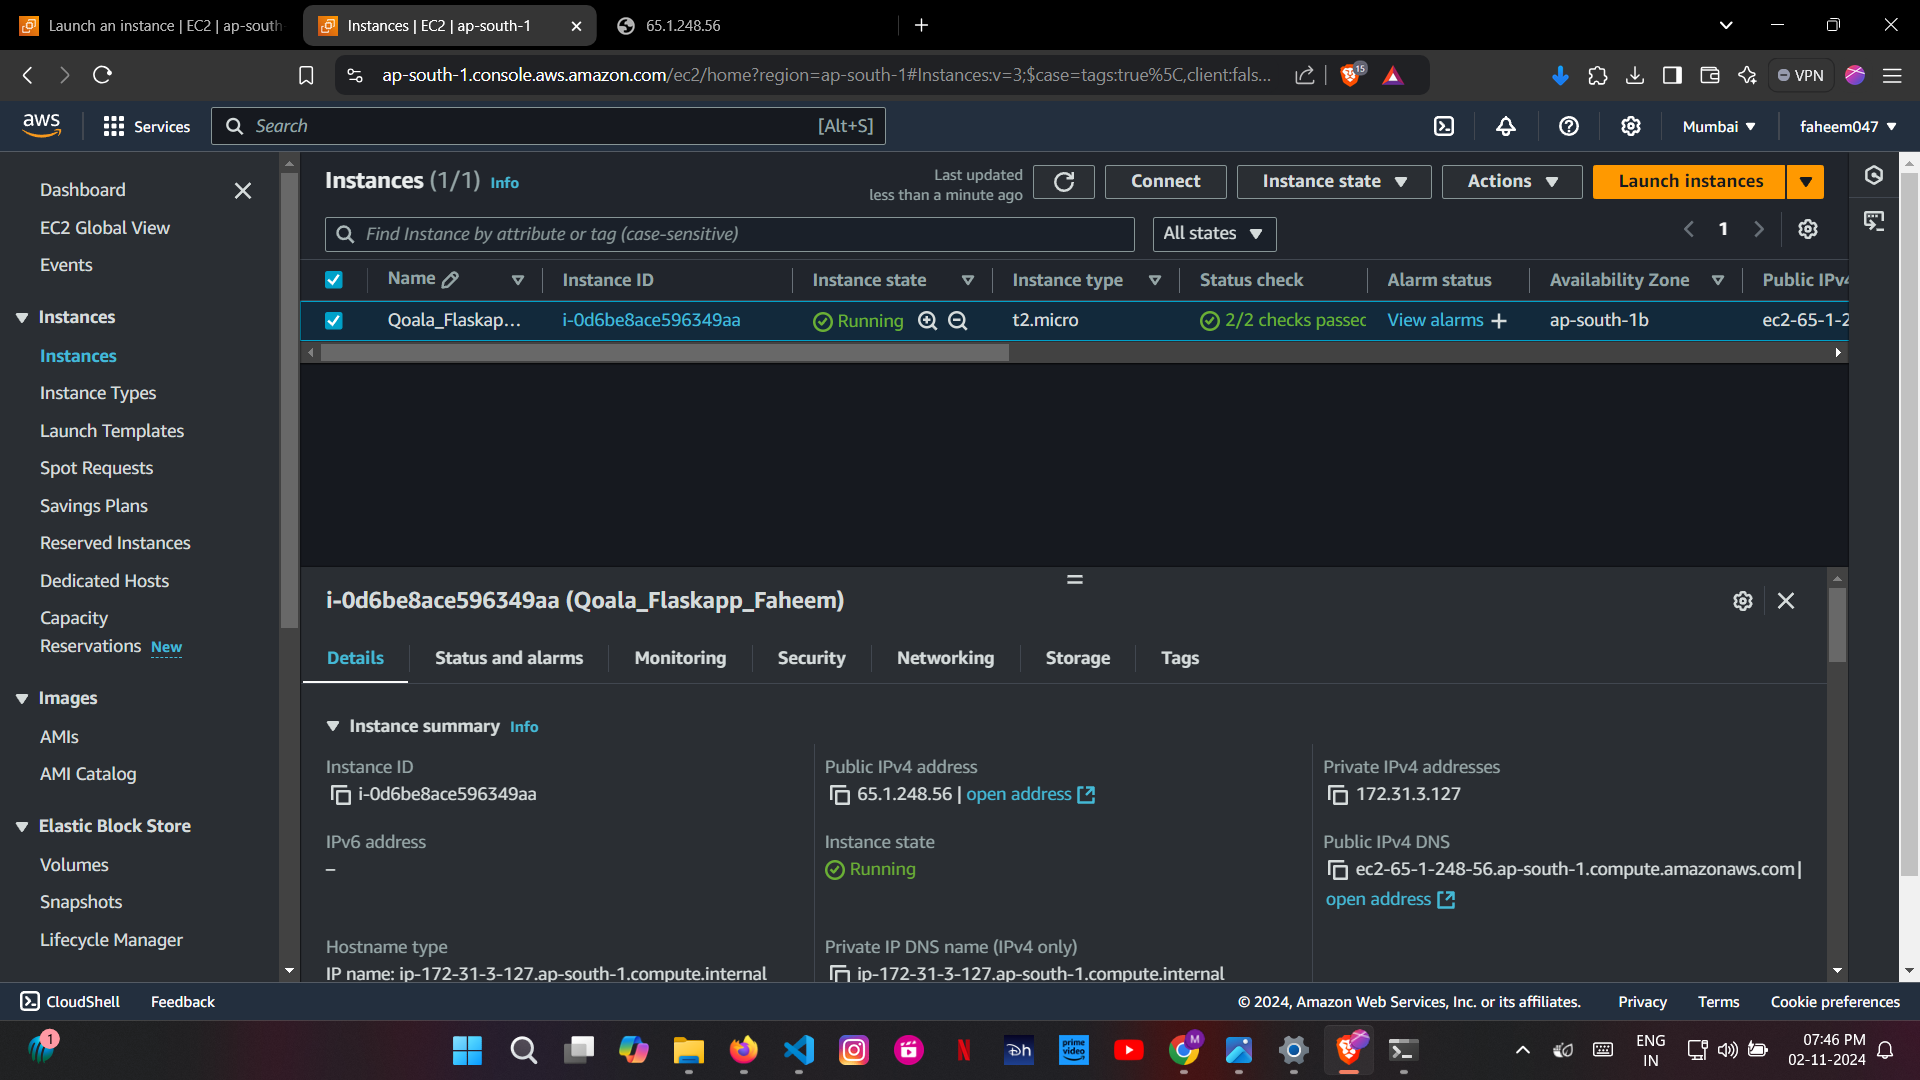 Launch an instance | EC2 | ap-south
Instances | EC2 | ap-south-1
65.1.248.56
ap-south-1.console.aws.amazon.com/ec2/home?region=ap-south-1#Instances:v=3;$case=tags:true%5C,client:fals...
15
VPN
aws
Services
Search
[Alt+S]
Mumbai
faheem047
Dashboard
EC2 Global View
Events
Instances
Instances
Instance Types
Launch Templates
Spot Requests
Savings Plans
Reserved Instances
Dedicated Hosts
Capacity
Reservations New
Images
AMIs
AMI Catalog
Elastic Block Store
Volumes
Snapshots
Lifecycle Manager
Instances (1/1) Info
Last updated
less than a minute ago
Connect
Instance state
Actions
Launch instances
Find Instance by attribute or tag (case-sensitive)
All states
1
Name Instance ID Instance state Instance type Status check Alarm status Availability Zone Public IPv4
Qoala_Flaskap... i-0d6be8ace596349aa Running t2.micro 2/2 checks passec View alarms + ap-south-1b ec2-65-1-2
i-0d6be8ace596349aa (Qoala_Flaskapp_Faheem)
Details Status and alarms Monitoring Security Networking Storage Tags
Instance summary Info
Instance ID
i-0d6be8ace596349aa
Public IPv4 address
65.1.248.56 | open address
Private IPv4 addresses
172.31.3.127
IPv6 address
–
Instance state
Running
Public IPv4 DNS
ec2-65-1-248-56.ap-south-1.compute.amazonaws.com |
open address
Hostname type
IP name: ip-172-31-3-127.ap-south-1.compute.internal
Private IP DNS name (IPv4 only)
ip-172-31-3-127.ap-south-1.compute.internal
CloudShell
Feedback
© 2024, Amazon Web Services, Inc. or its affiliates.
Privacy
Terms
Cookie preferences
1
N
Dh
prime
video
M
ENG
IN
07:46 PM
02-11-2024